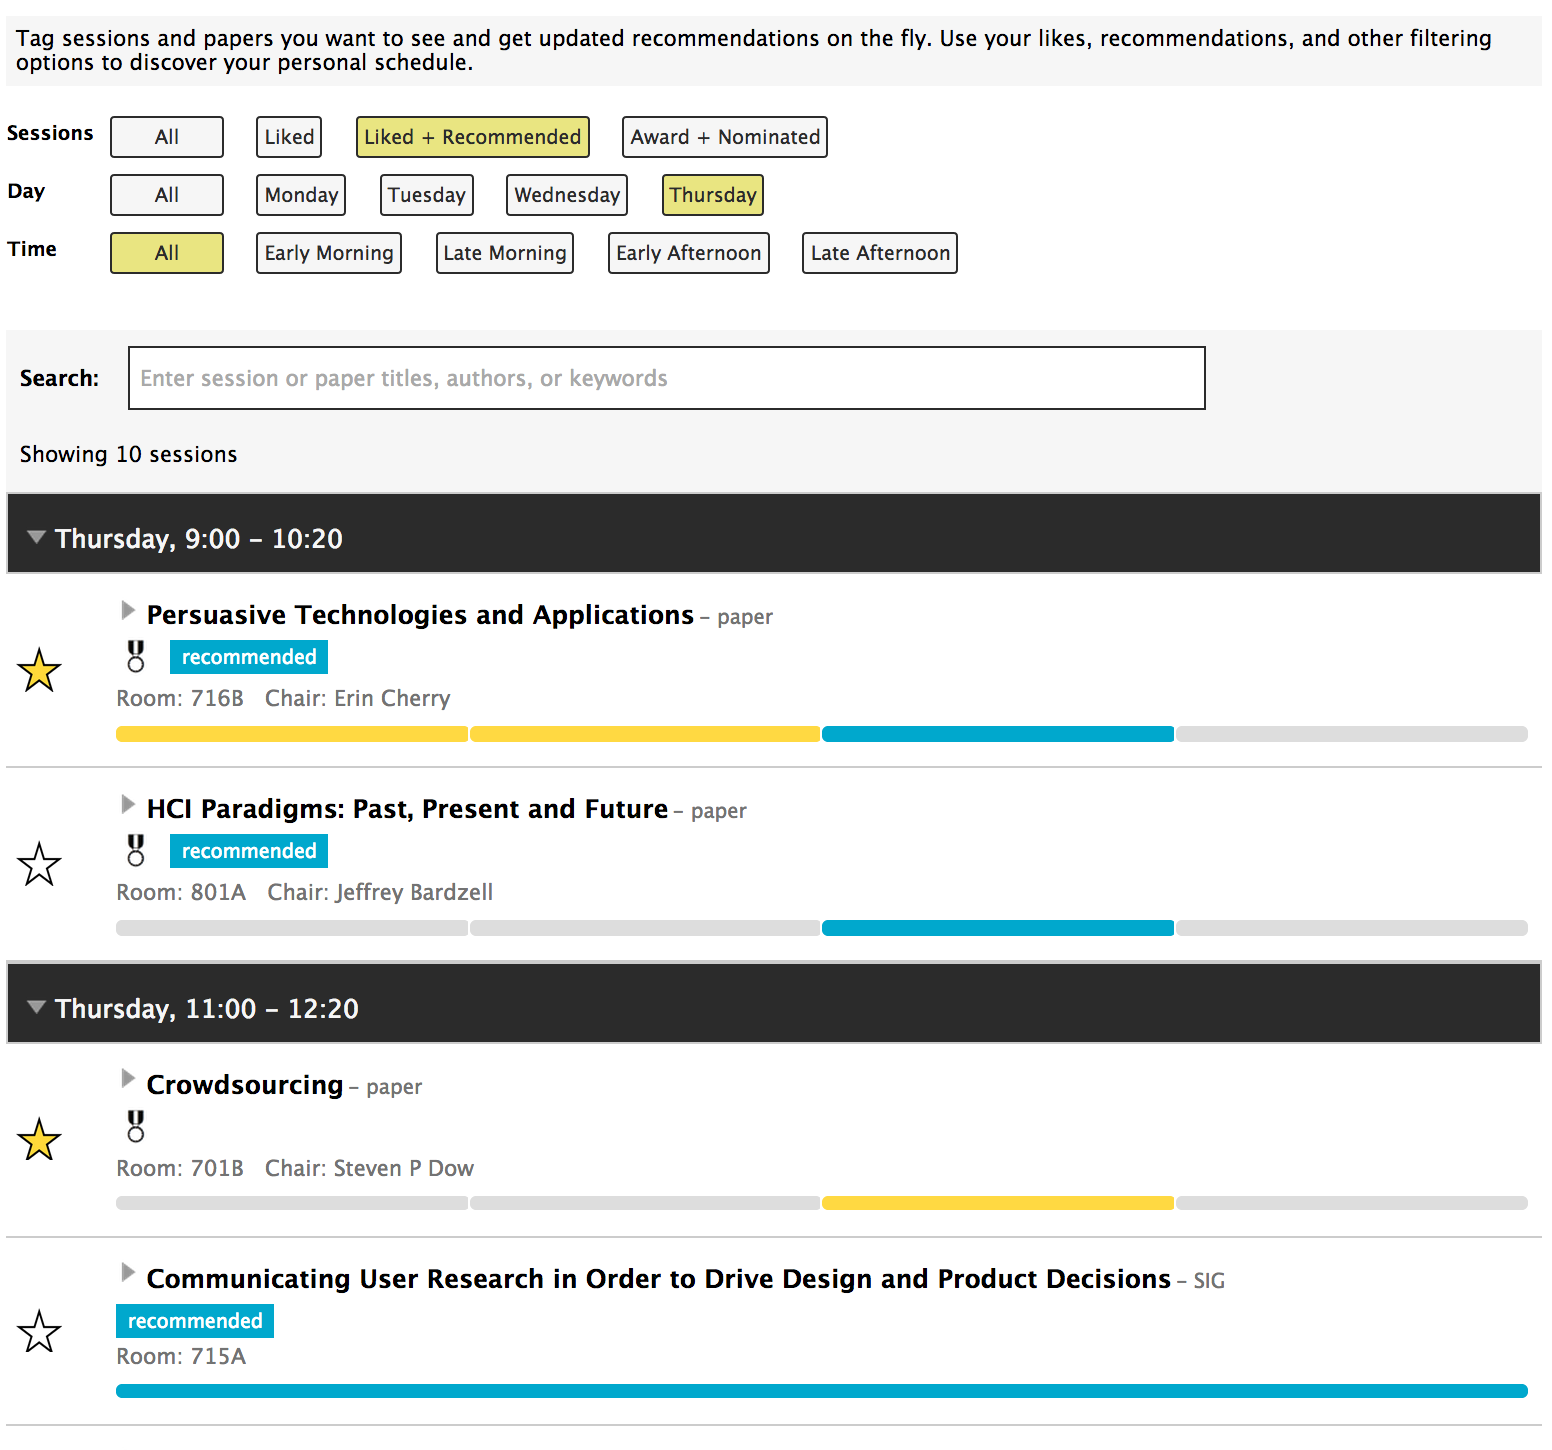 Tag sessions and papers you want to see and get updated recommendations on the fly. Use your likes, recommendations, and other filtering
options to discover your personal schedule.
Sessions All Liked Liked + Recommended Award + Nominated
Day All Monday Tuesday Wednesday Thursday
Time All Early Morning Late Morning Early Afternoon Late Afternoon
Search: Enter session or paper titles, authors, or keywords
Showing 10 sessions
Thursday, 9:00 – 10:20
Persuasive Technologies and Applications – paper
recommended
Room: 716B Chair: Erin Cherry
HCI Paradigms: Past, Present and Future – paper
recommended
Room: 801A Chair: Jeffrey Bardzell
Thursday, 11:00 – 12:20
Crowdsourcing – paper
Room: 701B Chair: Steven P Dow
Communicating User Research in Order to Drive Design and Product Decisions – SIG
recommended
Room: 715A